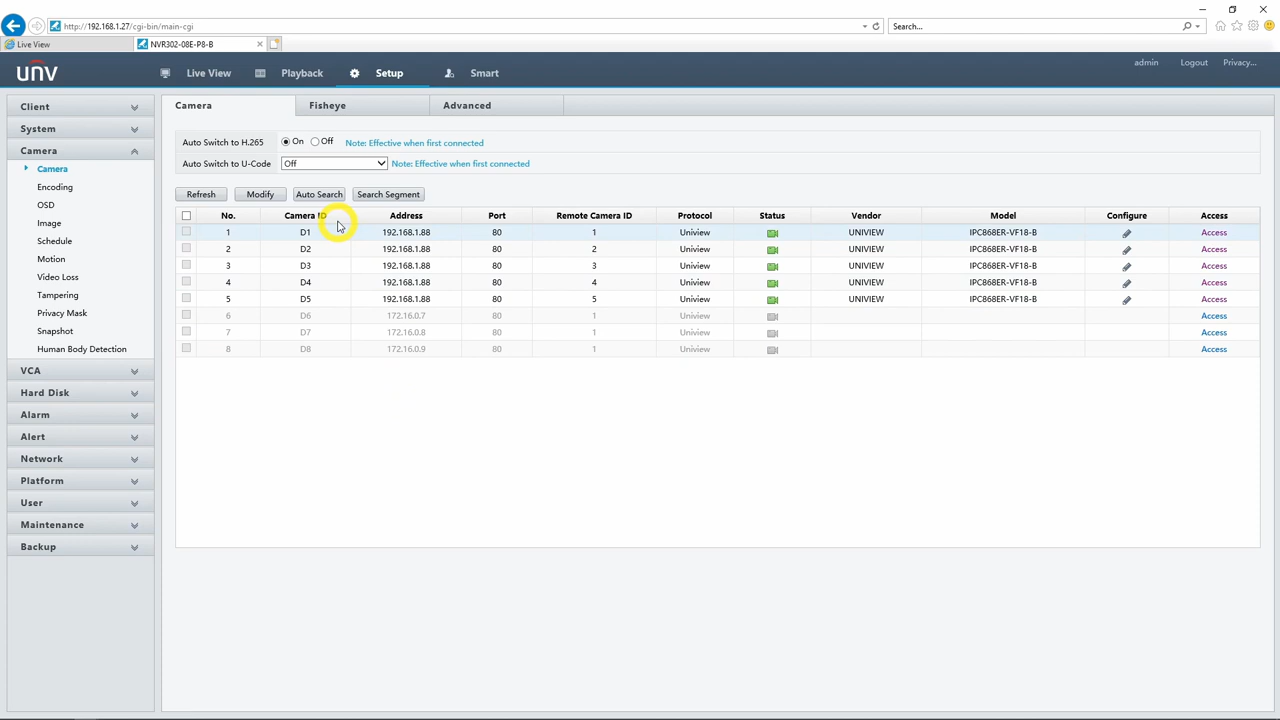 http://192.168.1.27/cgi-bin/main-cgi
Search...
Live View
NVR302-08E-P8-B
unv
Live View
Playback
Setup
Smart
admin
Logout
Privacy...
Client
System
Camera
Camera
Encoding
OSD
Image
Schedule
Motion
Video Loss
Tampering
Privacy Mask
Snapshot
Human Body Detection
VCA
Hard Disk
Alarm
Alert
Network
Platform
User
Maintenance
Backup
Camera Fisheye Advanced
Auto Switch to H.265 On Off Note: Effective when first connected
Auto Switch to U-Code Off Note: Effective when first connected
Refresh Modify Auto Search Search Segment
No. Camera ID Address Port Remote Camera ID Protocol Status Vendor Model Configure Access
1 D1 192.168.1.88 80 1 Uniview UNIVIEW IPC868ER-VF18-B Access
2 D2 192.168.1.88 80 2 Uniview UNIVIEW IPC868ER-VF18-B Access
3 D3 192.168.1.88 80 3 Uniview UNIVIEW IPC868ER-VF18-B Access
4 D4 192.168.1.88 80 4 Uniview UNIVIEW IPC868ER-VF18-B Access
5 D5 192.168.1.88 80 5 Uniview UNIVIEW IPC868ER-VF18-B Access
6 D6 172.16.0.7 80 1 Uniview Access
7 D7 172.16.0.8 80 1 Uniview Access
8 D8 172.16.0.9 80 1 Uniview Access